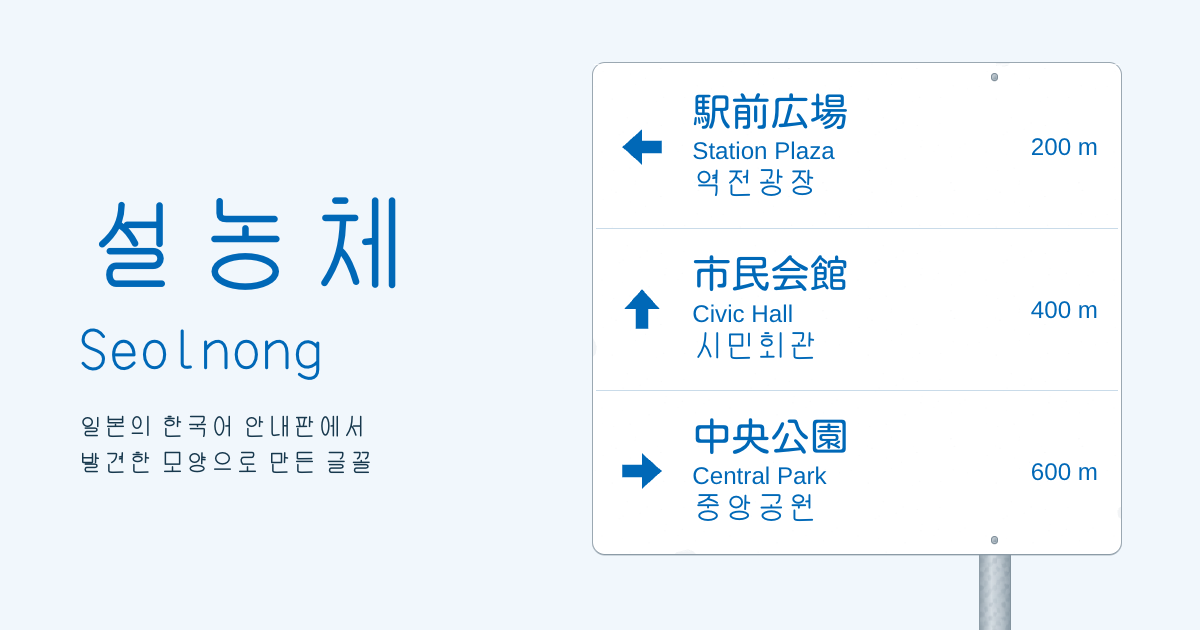 설농체
Seolnong
일본의 한국어 안내판에서
발견한 모양으로 만든 글꼴
駅前広場
Station Plaza
역전광장
200 m
市民会館
Civic Hall
시민회관
400 m
中央公園
Central Park
중앙공원
600 m